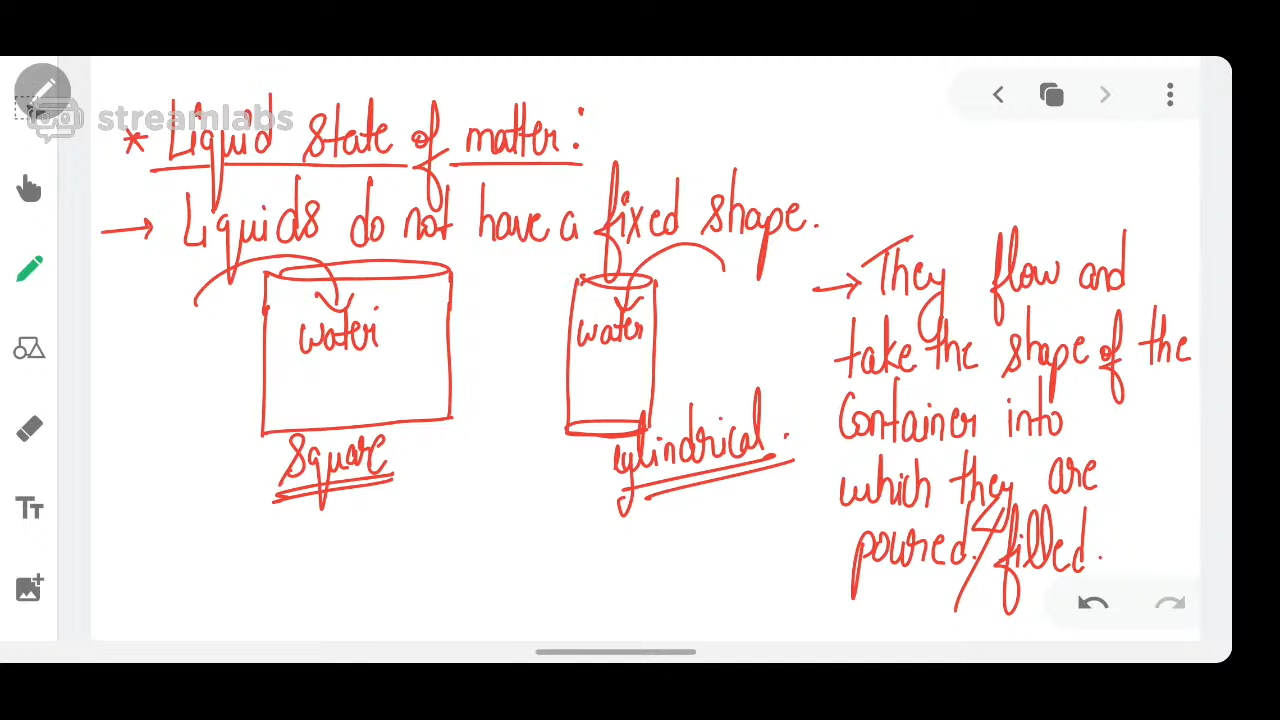 streamlabs
* Liquid state of matter:
→ Liquids do not have a fixed shape.
water
Square
water
cylindrical.
→ They flow and
take the shape of the
Container into
which they are
poured./filled.
Tт